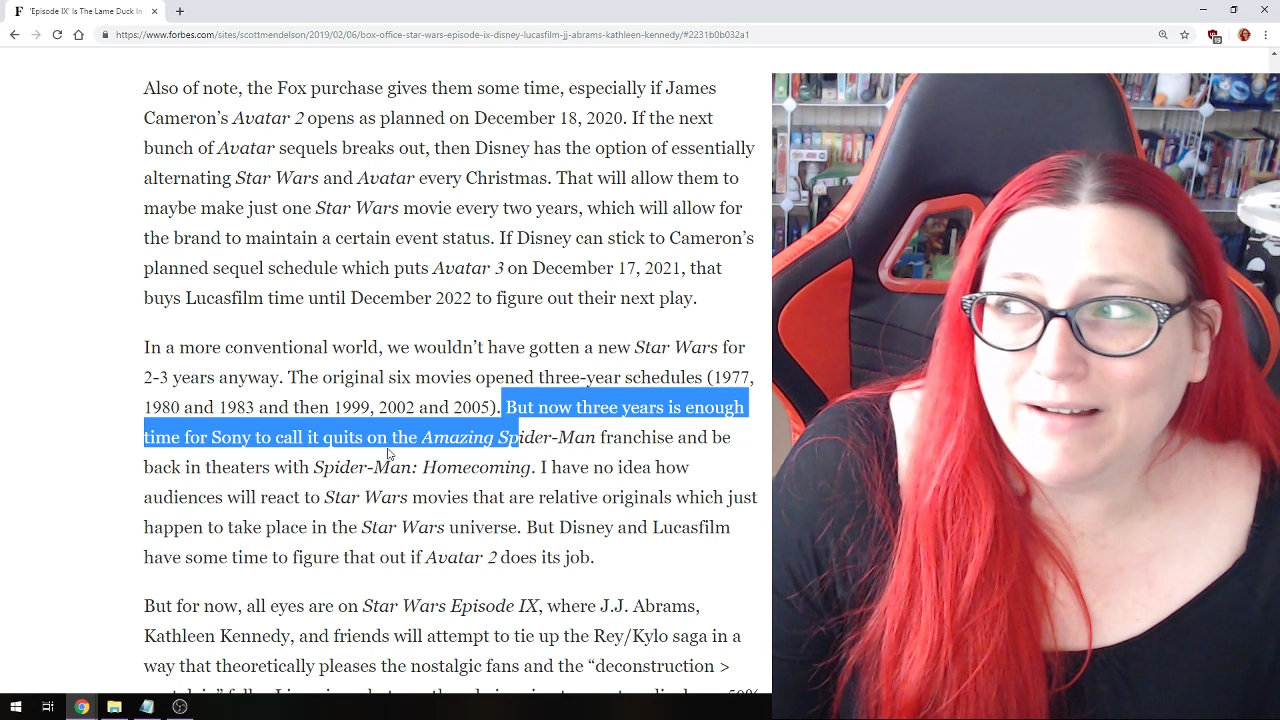 'Episode IX' Is The Lame Duck In
https://www.forbes.com/sites/scottmendelson/2019/02/06/box-office-star-wars-episode-ix-disney-lucasfilm-jj-abrams-kathleen-kennedy/#2231b0b032a1
Also of note, the Fox purchase gives them some time, especially if James
Cameron’s Avatar 2 opens as planned on December 18, 2020. If the next
bunch of Avatar sequels breaks out, then Disney has the option of essentially
alternating Star Wars and Avatar every Christmas. That will allow them to
maybe make just one Star Wars movie every two years, which will allow for
the brand to maintain a certain event status. If Disney can stick to Cameron’s
planned sequel schedule which puts Avatar 3 on December 17, 2021, that
buys Lucasfilm time until December 2022 to figure out their next play.
In a more conventional world, we wouldn’t have gotten a new Star Wars for
2-3 years anyway. The original six movies opened three-year schedules (1977,
1980 and 1983 and then 1999, 2002 and 2005). But now three years is enough
time for Sony to call it quits on the Amazing Spider-Man franchise and be
back in theaters with Spider-Man: Homecoming. I have no idea how
audiences will react to Star Wars movies that are relative originals which just
happen to take place in the Star Wars universe. But Disney and Lucasfilm
have some time to figure that out if Avatar 2 does its job.
But for now, all eyes are on Star Wars Episode IX, where J.J. Abrams,
Kathleen Kennedy, and friends will attempt to tie up the Rey/Kylo saga in a
way that theoretically pleases the nostalgic fans and the “deconstruction >